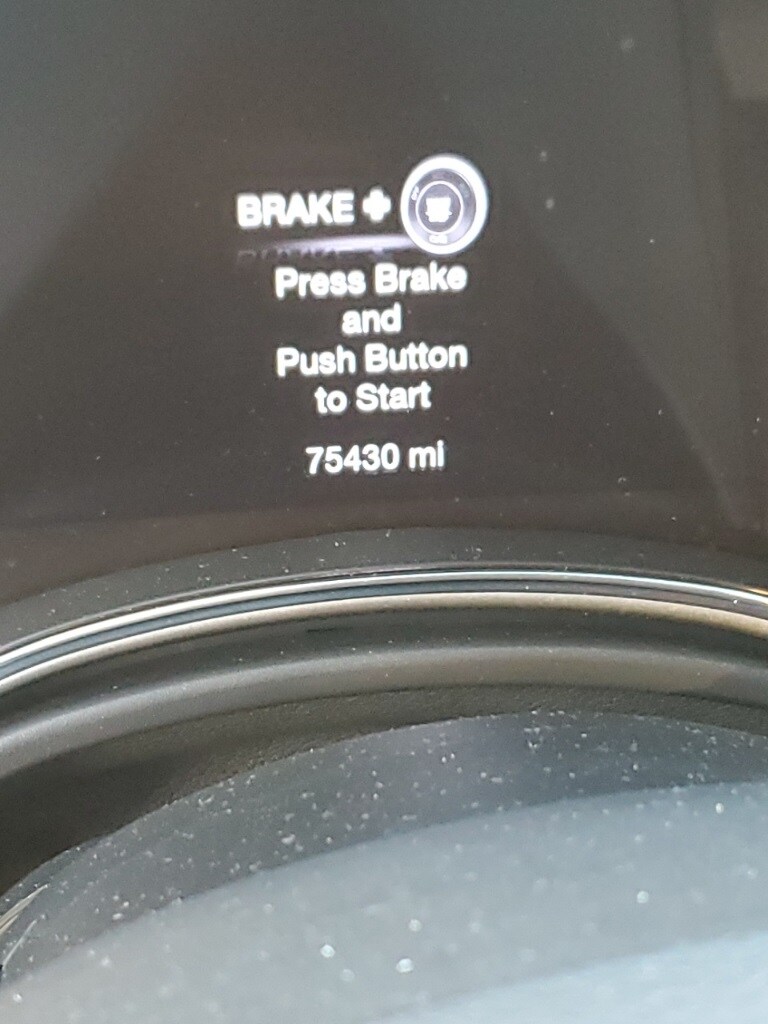 BRAKE +
Press Brake
and
Push Button
to Start
75430 mi